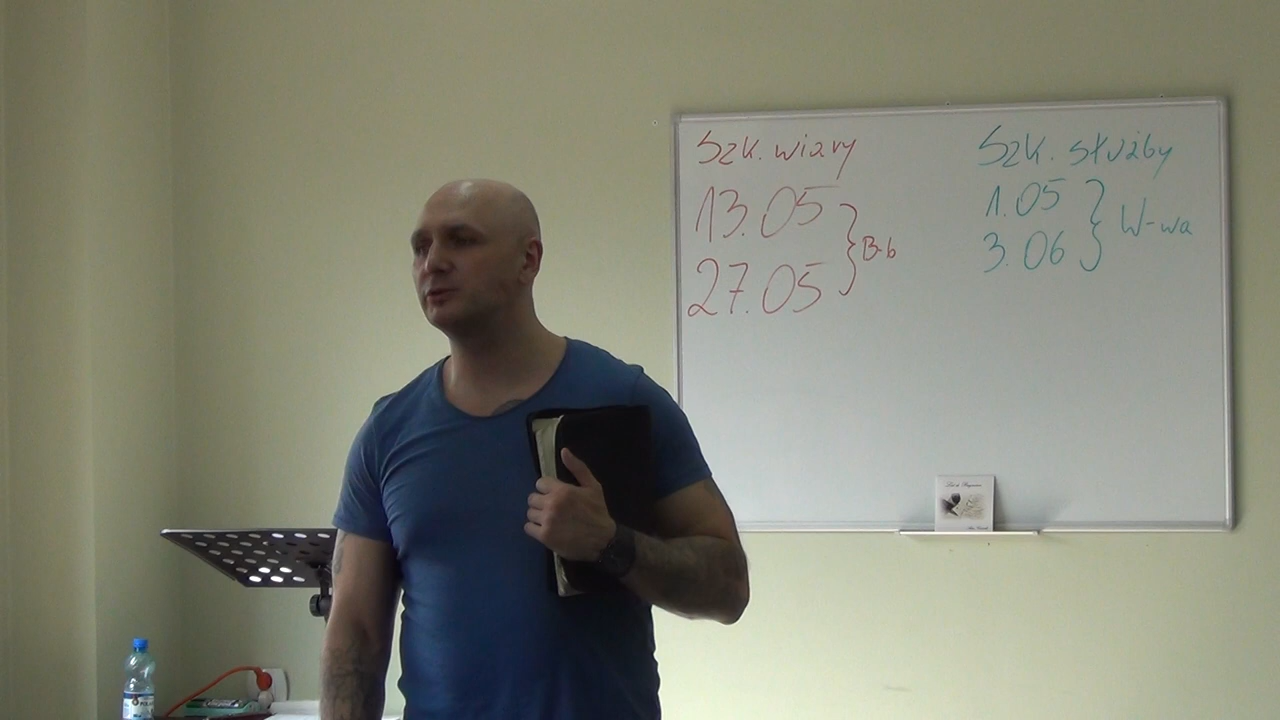 Szk. wiary
13.05
27.05
B-b
Szk. służby
1.05
3.06
W-wa